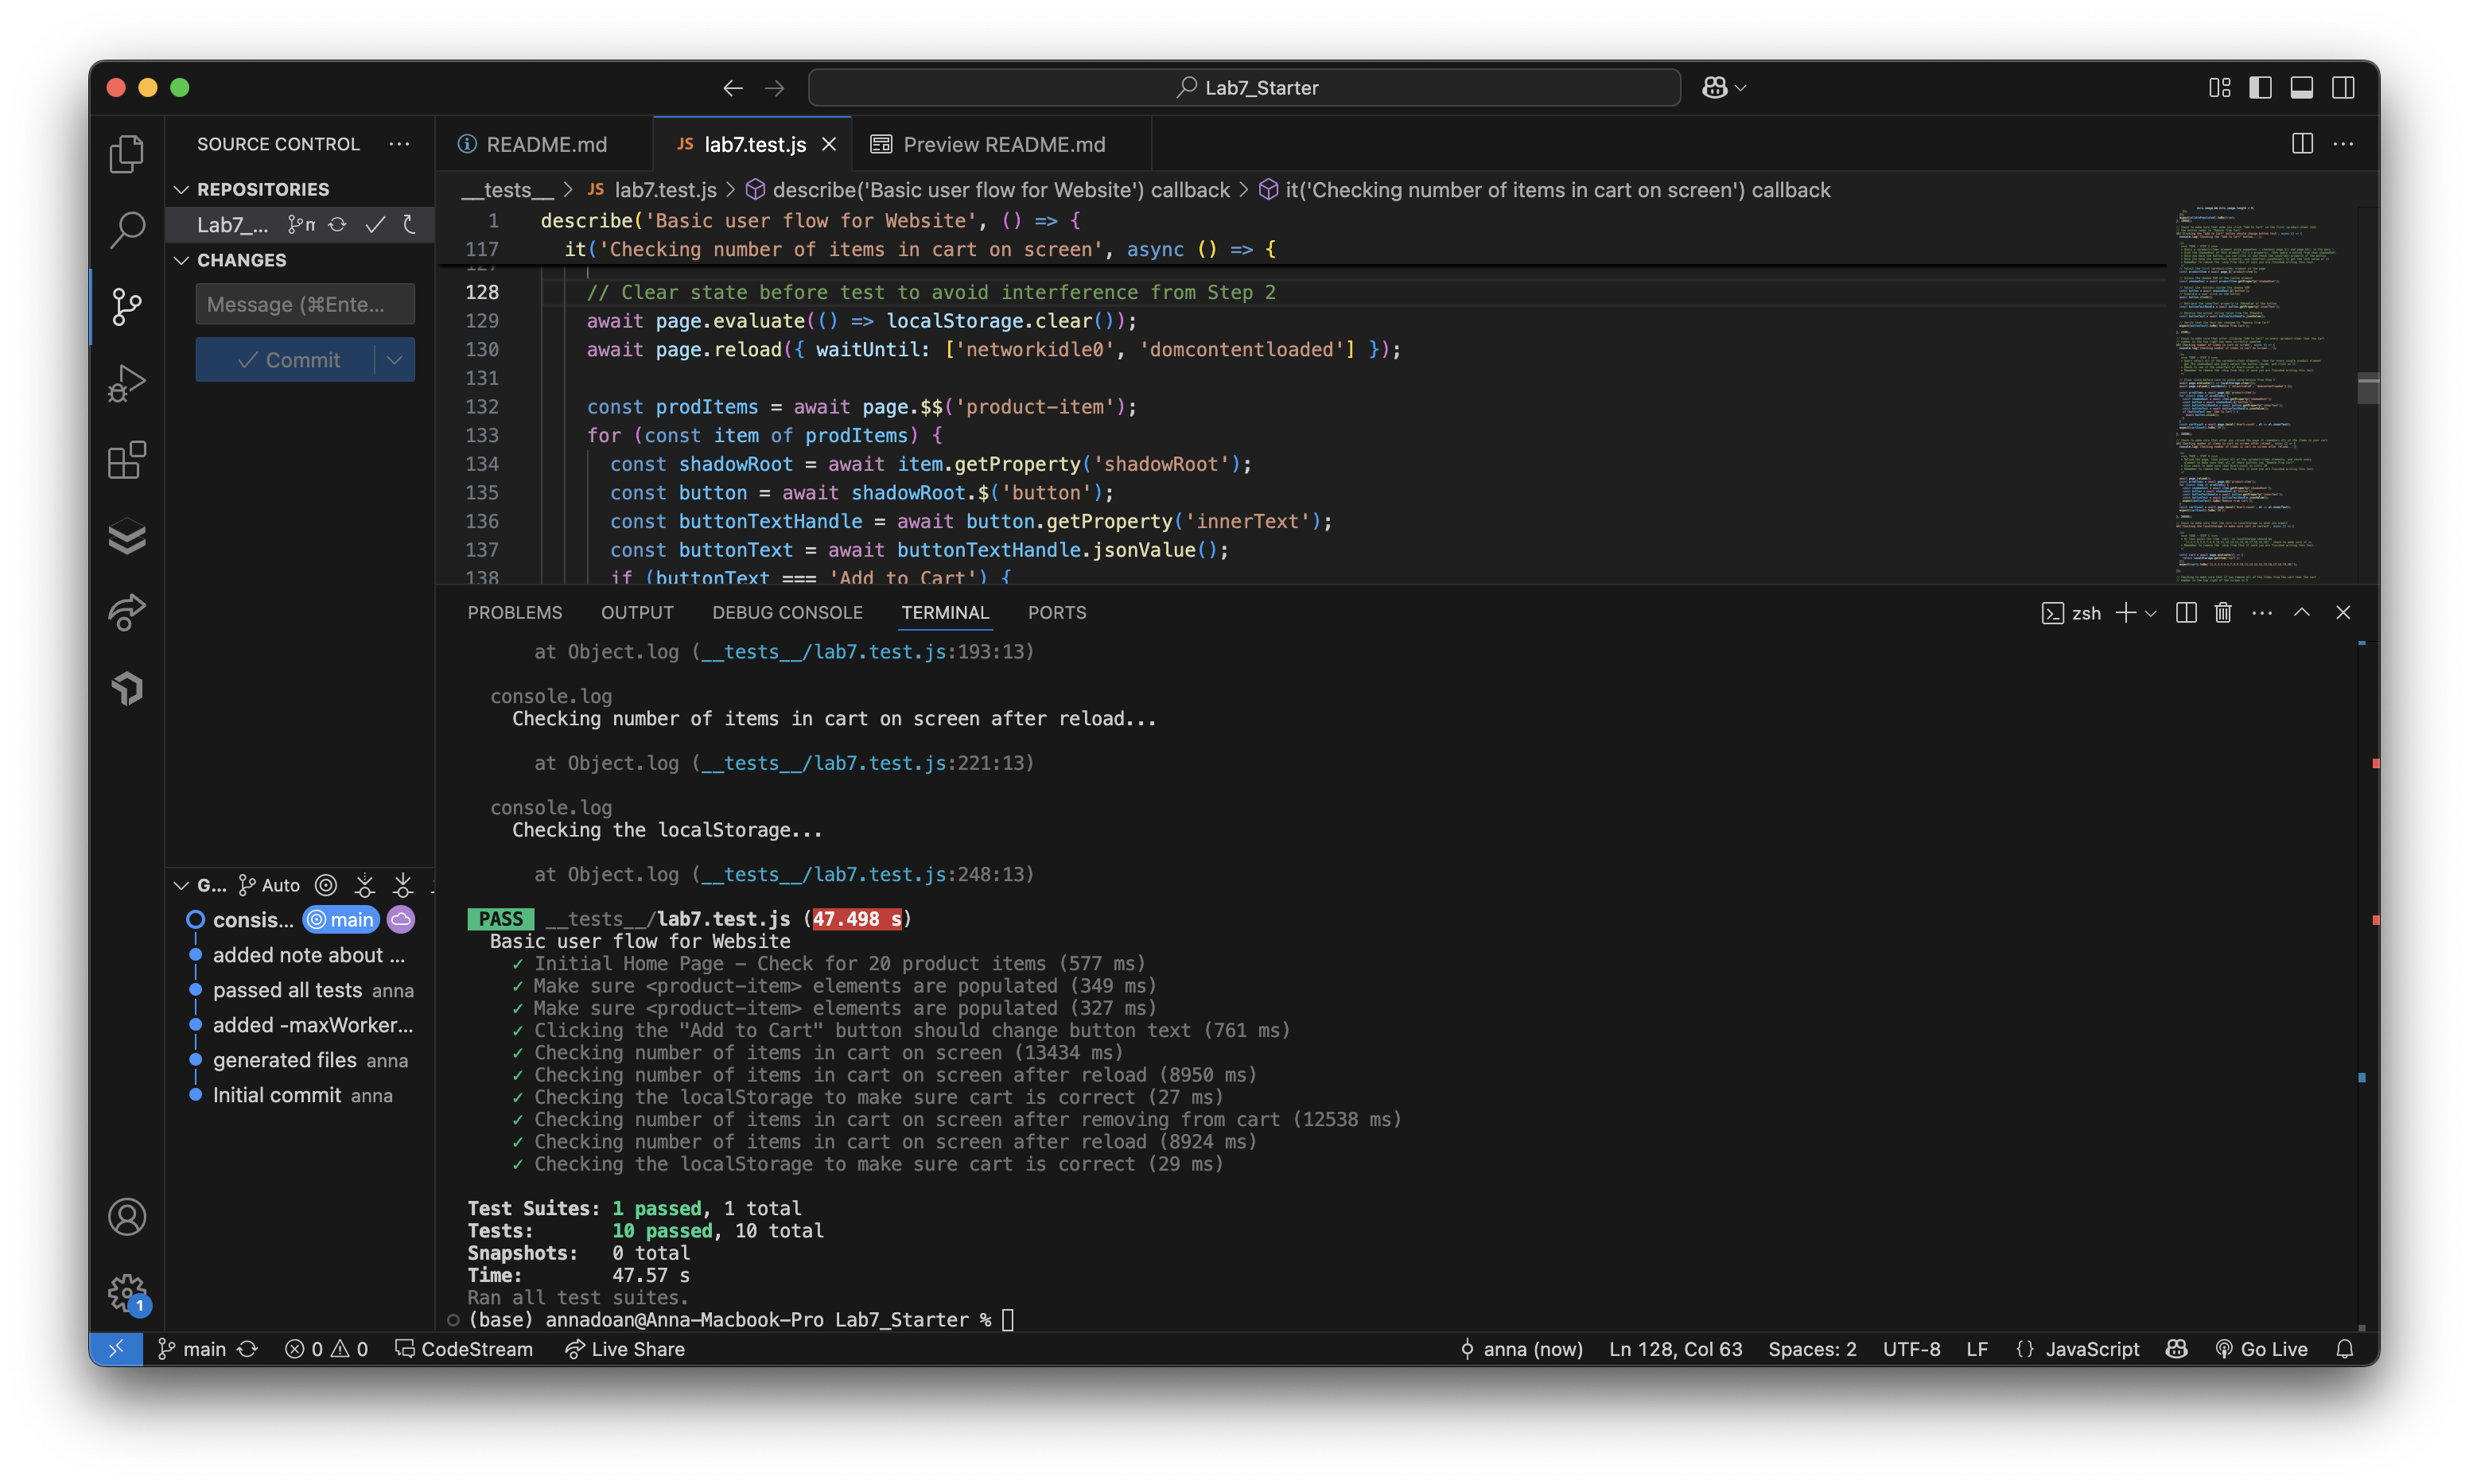 Lab7_Starter
SOURCE CONTROL
REPOSITORIES
Lab7_...
CHANGES
Message (⌘Ente...
Commit
G... Auto
consis... main
added note about ...
passed all tests anna
added -maxWorker...
generated files anna
Initial commit anna
1
README.md
JS lab7.test.js
Preview README.md
__tests__ > JS lab7.test.js > describe('Basic user flow for Website') callback > it('Checking number of items in cart on screen') callback
1 describe('Basic user flow for Website', () => {
117 it('Checking number of items in cart on screen', async () => {
127
128 // Clear state before test to avoid interference from Step 2
129 await page.evaluate(() => localStorage.clear());
130 await page.reload({ waitUntil: ['networkidle0', 'domcontentloaded'] });
131
132 const prodItems = await page.$$('product-item');
133 for (const item of prodItems) {
134 const shadowRoot = await item.getProperty('shadowRoot');
135 const button = await shadowRoot.$('button');
136 const buttonTextHandle = await button.getProperty('innerText');
137 const buttonText = await buttonTextHandle.jsonValue();
138 if (buttonText === 'Add to Cart') {
PROBLEMS OUTPUT DEBUG CONSOLE TERMINAL PORTS
zsh
at Object.log (__tests__/lab7.test.js:193:13)
console.log
Checking number of items in cart on screen after reload...
at Object.log (__tests__/lab7.test.js:221:13)
console.log
Checking the localStorage...
at Object.log (__tests__/lab7.test.js:248:13)
PASS __tests__/lab7.test.js (47.498 s)
Basic user flow for Website
✓ Initial Home Page – Check for 20 product items (577 ms)
✓ Make sure <product-item> elements are populated (349 ms)
✓ Make sure <product-item> elements are populated (327 ms)
✓ Clicking the "Add to Cart" button should change button text (761 ms)
✓ Checking number of items in cart on screen (13434 ms)
✓ Checking number of items in cart on screen after reload (8950 ms)
✓ Checking the localStorage to make sure cart is correct (27 ms)
✓ Checking number of items in cart on screen after removing from cart (12538 ms)
✓ Checking number of items in cart on screen after reload (8924 ms)
✓ Checking the localStorage to make sure cart is correct (29 ms)
Test Suites: 1 passed, 1 total
Tests: 10 passed, 10 total
Snapshots: 0 total
Time: 47.57 s
Ran all test suites.
(base) annadoan@Anna-Macbook-Pro Lab7_Starter %
main 0 0 CodeStream Live Share
anna (now) Ln 128, Col 63 Spaces: 2 UTF-8 LF {} JavaScript Go Live